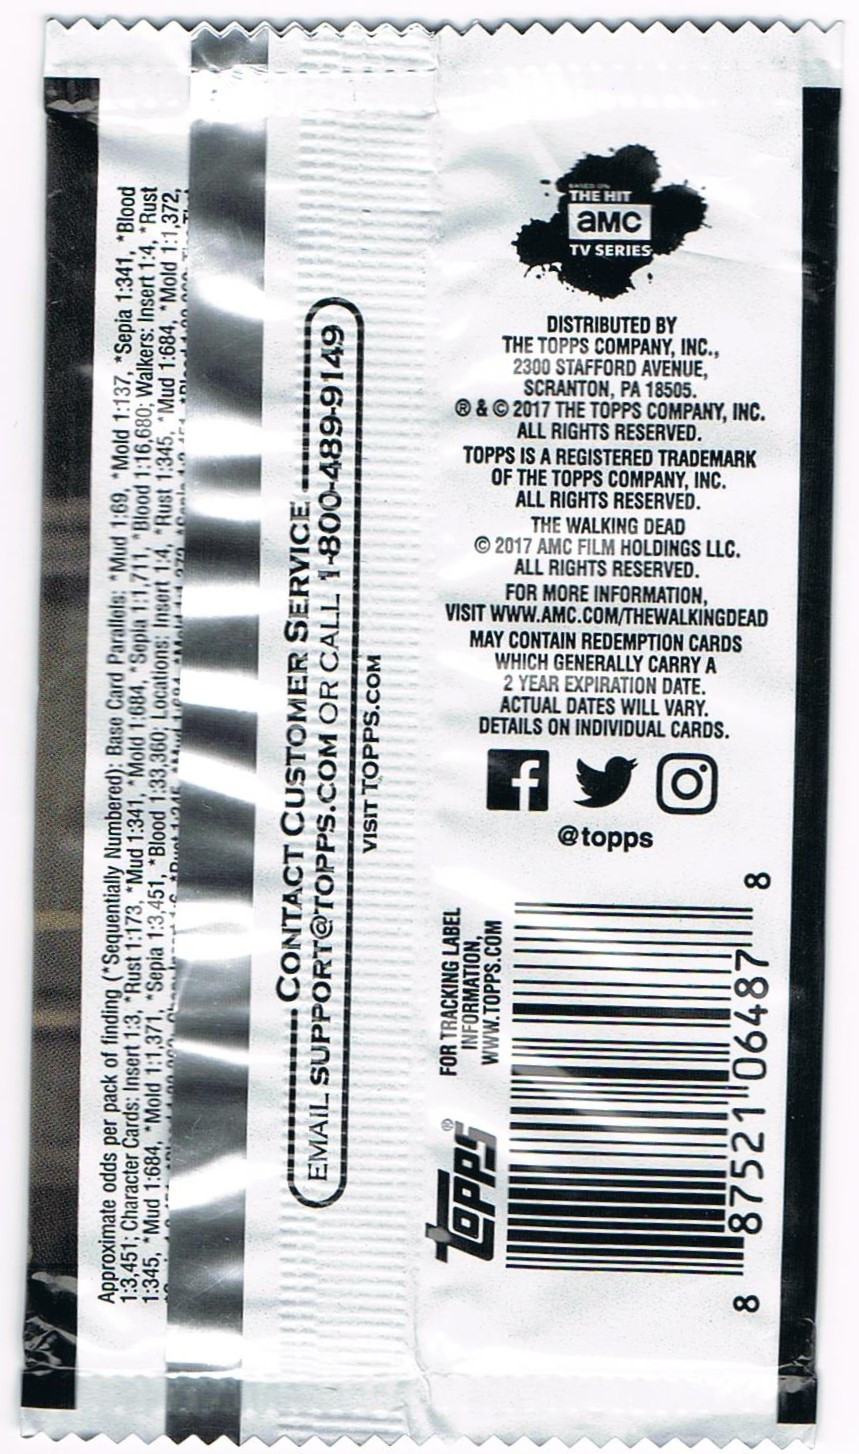 BASED ON
THE HIT
aMC
TV SERIES
DISTRIBUTED BY
THE TOPPS COMPANY, INC.,
2300 STAFFORD AVENUE,
SCRANTON, PA 18505.
® & © 2017 THE TOPPS COMPANY, INC.
ALL RIGHTS RESERVED.
TOPPS IS A REGISTERED TRADEMARK
OF THE TOPPS COMPANY, INC.
ALL RIGHTS RESERVED.
THE WALKING DEAD
© 2017 AMC FILM HOLDINGS LLC.
ALL RIGHTS RESERVED.
FOR MORE INFORMATION,
VISIT WWW.AMC.COM/THEWALKINGDEAD
MAY CONTAIN REDEMPTION CARDS
WHICH GENERALLY CARRY A
2 YEAR EXPIRATION DATE.
ACTUAL DATES WILL VARY.
DETAILS ON INDIVIDUAL CARDS.
@topps
Approximate odds per pack of finding (*Sequentially Numbered): Base Card Parallels: *Mud 1:69, *Mold 1:137, *Sepia 1:341, *Blood
1:3,451; Character Cards: Insert 1:3, *Rust 1:173, *Mud 1:341, *Mold 1:684, *Sepia 1:1,711, *Blood 1:16,680; Walkers: Insert 1:4, *Rust
1:345, *Mud 1:684, *Mold 1:1,371, *Sepia 1:3,451, *Blood 1:33,360; Locations: Insert 1:4, *Rust 1:345, *Mud 1:684, *Mold 1:1,372,
CONTACT CUSTOMER SERVICE
EMAIL SUPPORT@TOPPS.COM OR CALL 1-800-489-9149
VISIT TOPPS.COM
FOR TRACKING LABEL
INFORMATION,
WWW.TOPPS.COM
Topps®
8 87521 06487 8